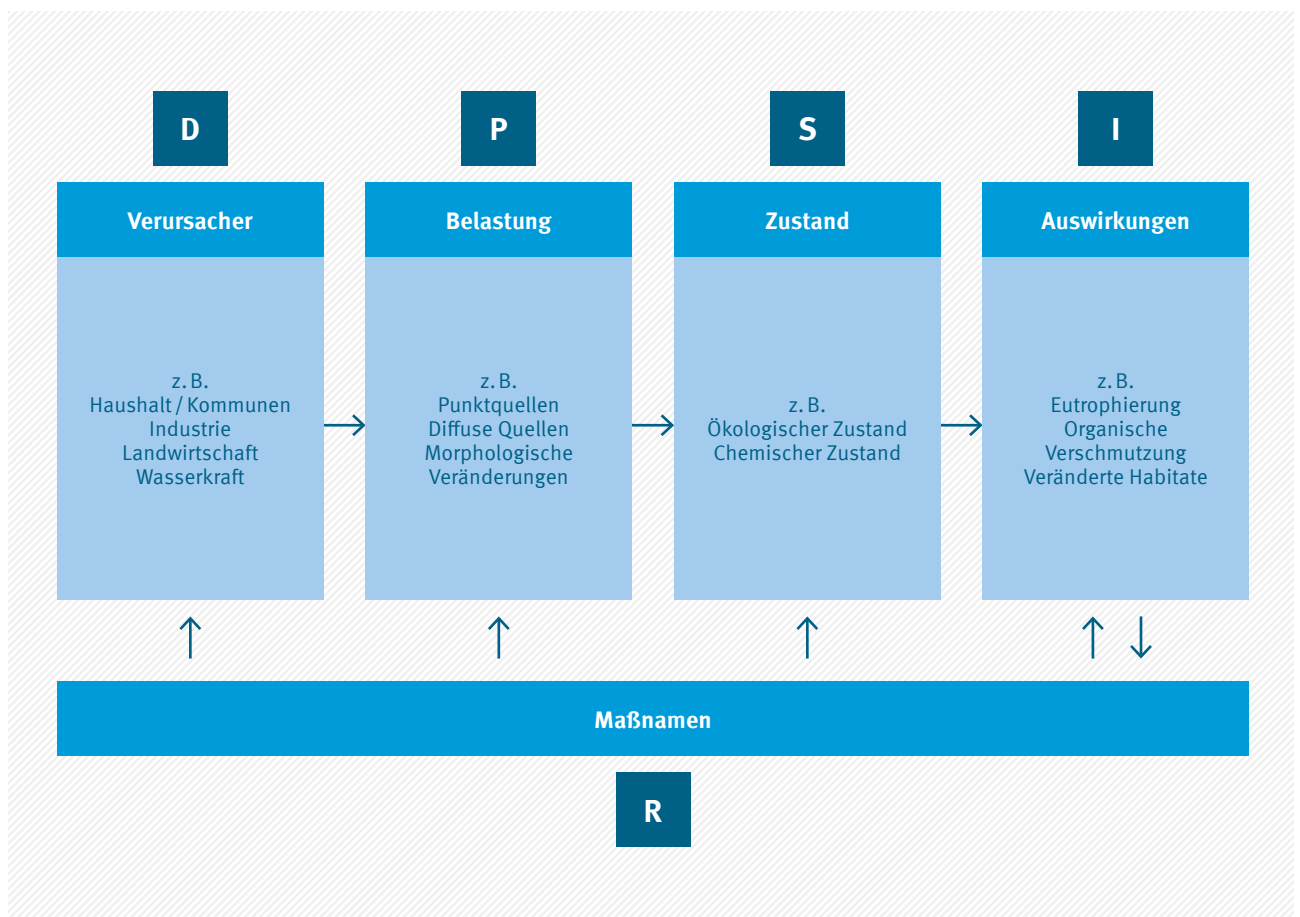 D
Verursacher
z. B.
Haushalt / Kommunen
Industrie
Landwirtschaft
Wasserkraft
P
Belastung
z. B.
Punktquellen
Diffuse Quellen
Morphologische
Veränderungen
S
Zustand
z. B.
Ökologischer Zustand
Chemischer Zustand
I
Auswirkungen
z. B.
Eutrophierung
Organische
Verschmutzung
Veränderte Habitate
Maßnamen
R